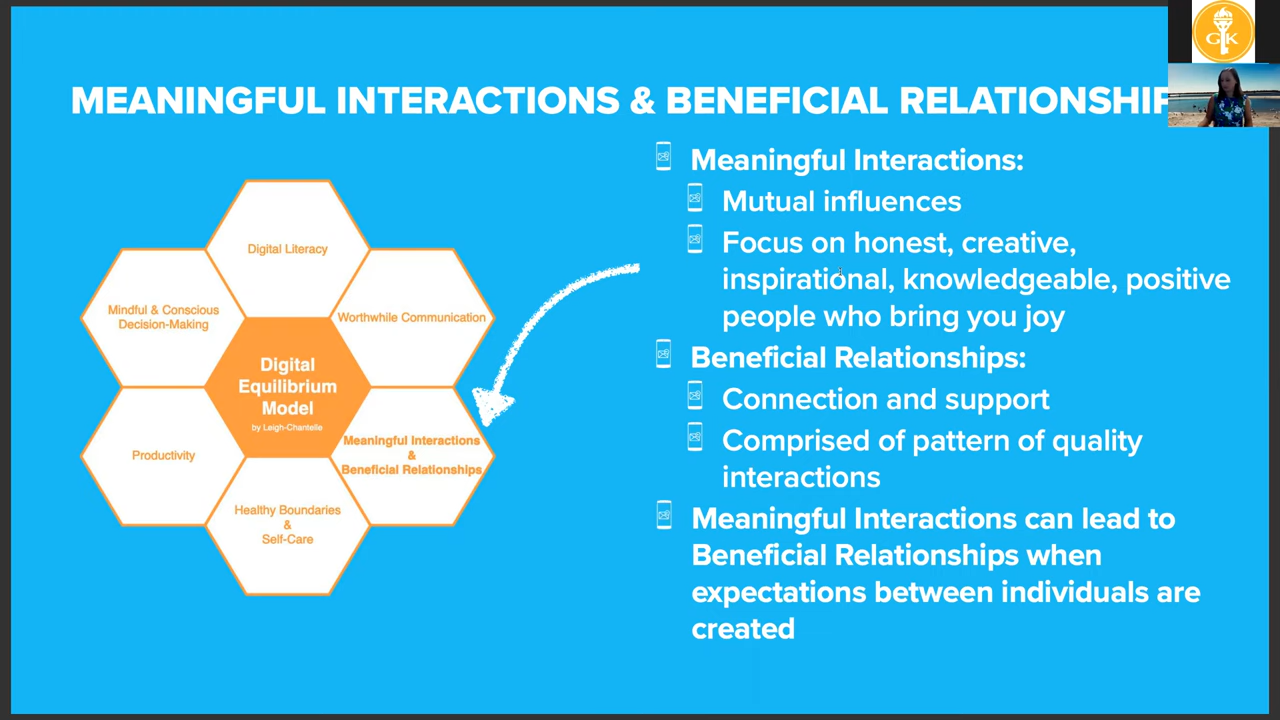 MEANINGFUL INTERACTIONS & BENEFICIAL RELATIONSHIP
GK
Digital Literacy
Mindful & Conscious
Decision-Making
Worthwhile Communication
Digital
Equilibrium
Model
by Leigh-Chantelle
Meaningful Interactions
&
Beneficial Relationships
Productivity
Healthy Boundaries
&
Self-Care
Meaningful Interactions:
Mutual influences
Focus on honest, creative,
inspirational, knowledgeable, positive
people who bring you joy
Beneficial Relationships:
Connection and support
Comprised of pattern of quality
interactions
Meaningful Interactions can lead to
Beneficial Relationships when
expectations between individuals are
created